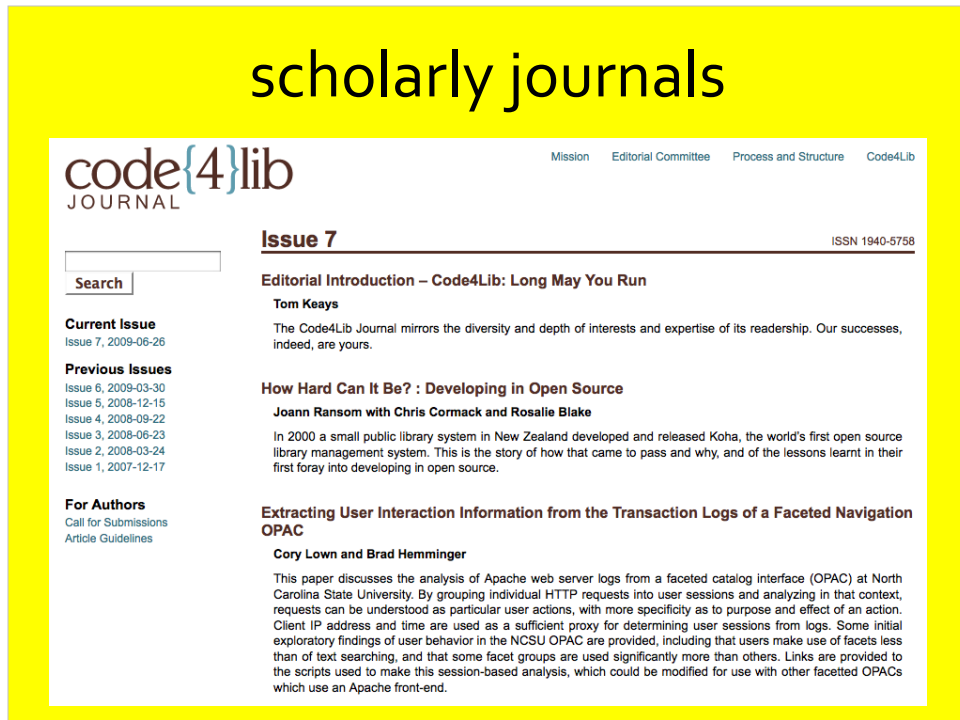 scholarly journals
code{4}lib
JOURNAL
Mission Editorial Committee Process and Structure Code4Lib
Issue 7
ISSN 1940-5758
Search
Current Issue
Issue 7, 2009-06-26
Previous Issues
Issue 6, 2009-03-30
Issue 5, 2008-12-15
Issue 4, 2008-09-22
Issue 3, 2008-06-23
Issue 2, 2008-03-24
Issue 1, 2007-12-17
For Authors
Call for Submissions
Article Guidelines
Editorial Introduction – Code4Lib: Long May You Run
Tom Keays
The Code4Lib Journal mirrors the diversity and depth of interests and expertise of its readership. Our successes,
indeed, are yours.
How Hard Can It Be? : Developing in Open Source
Joann Ransom with Chris Cormack and Rosalie Blake
In 2000 a small public library system in New Zealand developed and released Koha, the world's first open source
library management system. This is the story of how that came to pass and why, and of the lessons learnt in their
first foray into developing in open source.
Extracting User Interaction Information from the Transaction Logs of a Faceted Navigation
OPAC
Cory Lown and Brad Hemminger
This paper discusses the analysis of Apache web server logs from a faceted catalog interface (OPAC) at North
Carolina State University. By grouping individual HTTP requests into user sessions and analyzing in that context,
requests can be understood as particular user actions, with more specificity as to purpose and effect of an action.
Client IP address and time are used as a sufficient proxy for determining user sessions from logs. Some initial
exploratory findings of user behavior in the NCSU OPAC are provided, including that users make use of facets less
than of text searching, and that some facet groups are used significantly more than others. Links are provided to
the scripts used to make this session-based analysis, which could be modified for use with other facetted OPACs
which use an Apache front-end.